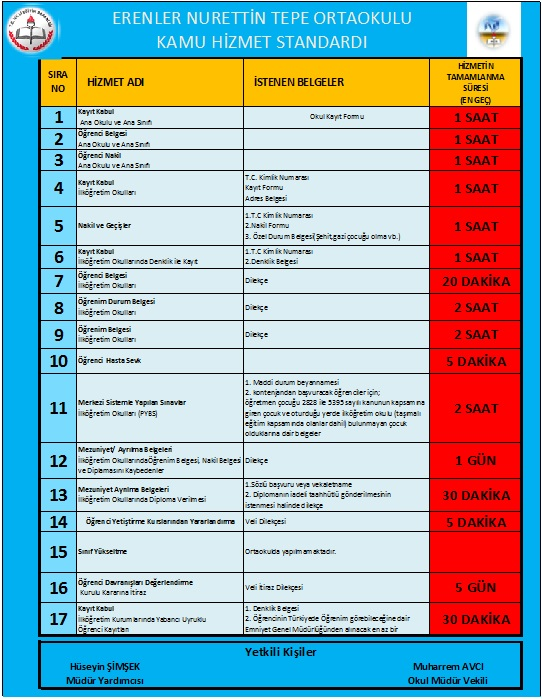 ERENLER NURETTİN TEPE ORTAOKULU
KAMU HİZMET STANDARDI
SIRA NO
HİZMET ADI
İSTENEN BELGELER
HİZMETİN TAMAMLANMA SÜRESİ (EN GEÇ)
1
Kayıt Kabul
Ana Okulu ve Ana Sınıfı
Okul Kayıt Formu
1 SAAT
2
Öğrenci Belgesi
Ana Okulu ve Ana Sınıfı
1 SAAT
3
Öğrenci Nakil
Ana Okulu ve Ana Sınıfı
1 SAAT
4
Kayıt Kabul
İlköğretim Okulları
T.C. Kimlik Numarası
Kayıt Formu
Adres Belgesi
1 SAAT
5
Nakil ve Geçişler
1.T.C Kimlik Numarası
2.Nakil Formu
3. Özel Durum Belgesi(Şehit,gazi çocuğu olma vb.)
1 SAAT
6
Kayıt Kabul
İlköğretim Okullarında Denklik ile Kayıt
1.T.C Kimlik Numarası
2.Denklik Belgesi
1 SAAT
7
Öğrenci Belgesi
İlköğretim Okulları
Dilekçe
20 DAKİKA
8
Öğrenim Durum Belgesi
İlköğretim Okulları
Dilekçe
2 SAAT
9
Öğrenim Belgesi
İlköğretim Okulları
Dilekçe
2 SAAT
10
Öğrenci Hasta Sevk
5 DAKİKA
11
Merkezi Sistemle Yapılan Sınavlar
İlköğretim Okulları (PYBS)
1. Maddi durum beyannamesi
2. kontenjandan başvuracak öğrenciler için;
öğretmen çocuğu 2828 ile 5395 sayılı kanunun kapsamına
giren çocuk ve oturduğu yerde ilköğretim okulu (taşımalı
eğitim kapsamında olanlar dahil) bulunmayan çocuk
olduklarına dair belgeler
2 SAAT
12
Mezuniyet/ Ayrılma Belgeleri
İlköğretim OkullarındaÖğrenim Belgesi, Nakil Belgesi
ve Diplamasını Kaybedenler
Dilekçe
1 GÜN
13
Mezuniyet Ayrılma Belgeleri
İlköğretim Okullarında Diploma Verilmesi
1.Sözü başvuru veya vekaletname
2. Diplomanın iadeli taahhütlü gönderilmesinin
istenmesi halinde dilekçe
30 DAKİKA
14
Öğrenci Yetiştirme Kurslarından Yararlandırma
Veli Dilekçesi
5 DAKİKA
15
Sınıf Yükseltme
Ortaokulda yapılmamaktadır.
16
Öğrenci Davranışları Değerlendirme
Kurulu Kararına İtiraz
Veli İtiraz Dilekçesi
5 GÜN
17
Kayıt Kabul
İlköğretim Kurumlarında Yabancı Uyruklu
Öğrenci Kayıtları
1. Denklik Belgesi
2. Öğrencinin Türkiyede Öğrenim görebileceğine dair
Emniyet Genel Müdürlüğünden alınacak en az bir
30 DAKİKA
Yetkili Kişiler
Hüseyin ŞİMŞEK
Müdür Yardımcısı
Muharrem AVCI
Okul Müdür Vekili